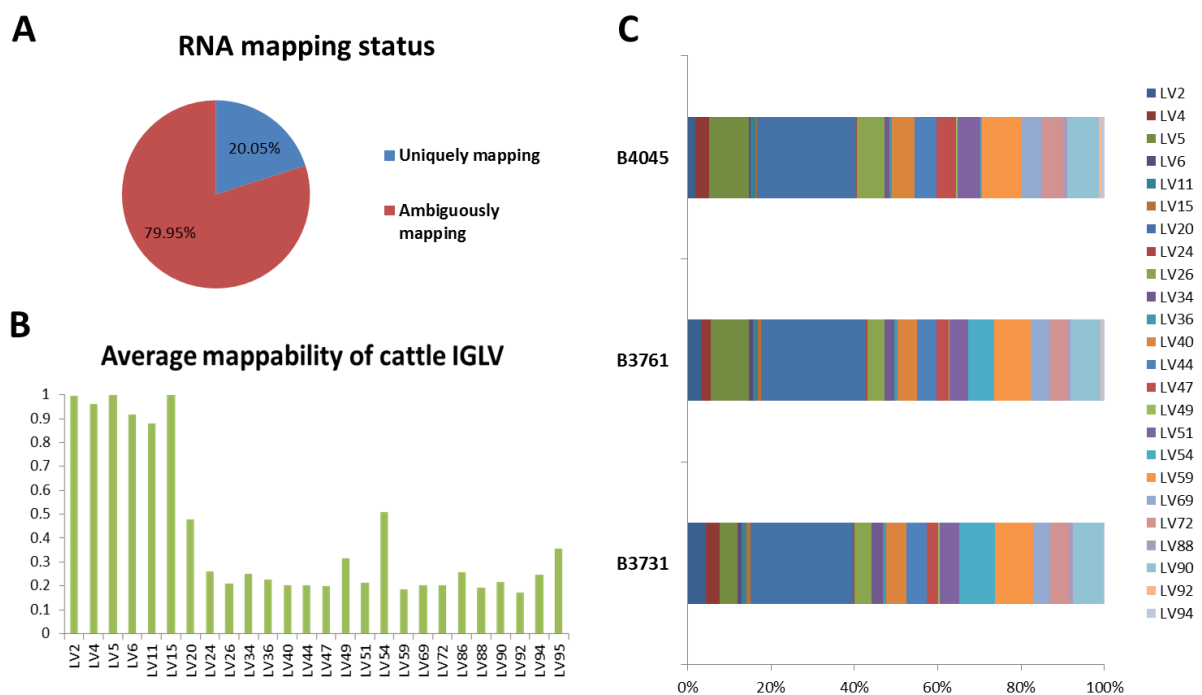 A
RNA mapping status
20.05%
79.95%
Uniquely mapping
Ambiguously
mapping
B
Average mappability of cattle IGLV
1
0.9
0.8
0.7
0.6
0.5
0.4
0.3
0.2
0.1
0
LV2
LV4
LV5
LV6
LV11
LV15
LV20
LV24
LV26
LV34
LV36
LV40
LV44
LV47
LV49
LV51
LV54
LV59
LV69
LV72
LV86
LV88
LV90
LV92
LV94
LV95
C
B4045
B3761
B3731
0%
20%
40%
60%
80%
100%
LV2
LV4
LV5
LV6
LV11
LV15
LV20
LV24
LV26
LV34
LV36
LV40
LV44
LV47
LV49
LV51
LV54
LV59
LV69
LV72
LV88
LV90
LV92
LV94